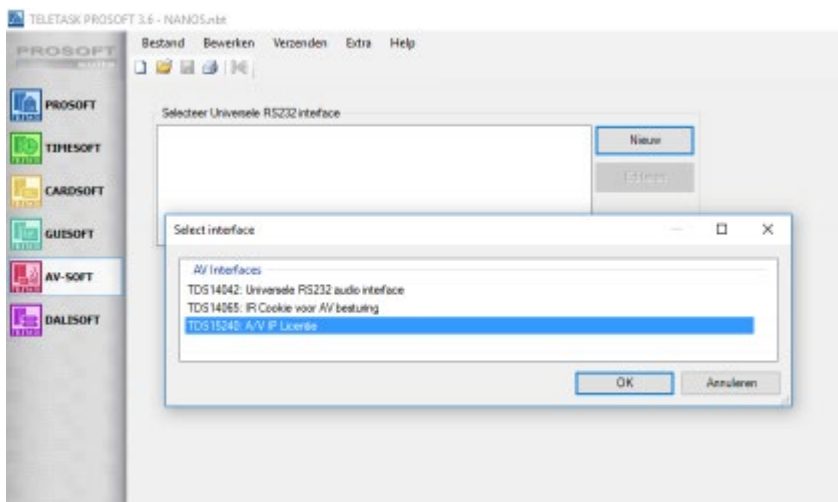 TELETASK PROSOFT 3.6 - NANOS.nbt
PROSOFT
Bestand Bewerken Verzenden Extra Help
PROSOFT
TIMESOFT
CARDSOFT
GUISOFT
AV-SOFT
DALISOFT
Selecteer Universele RS232 interface
Nieuw
Select interface
AV Interfaces
TDS14042: Universele RS232 audio interface
TDS14065: IR Cookie voor AV besturing
TDS15240: A/V IP Licentie
OK Annuleren